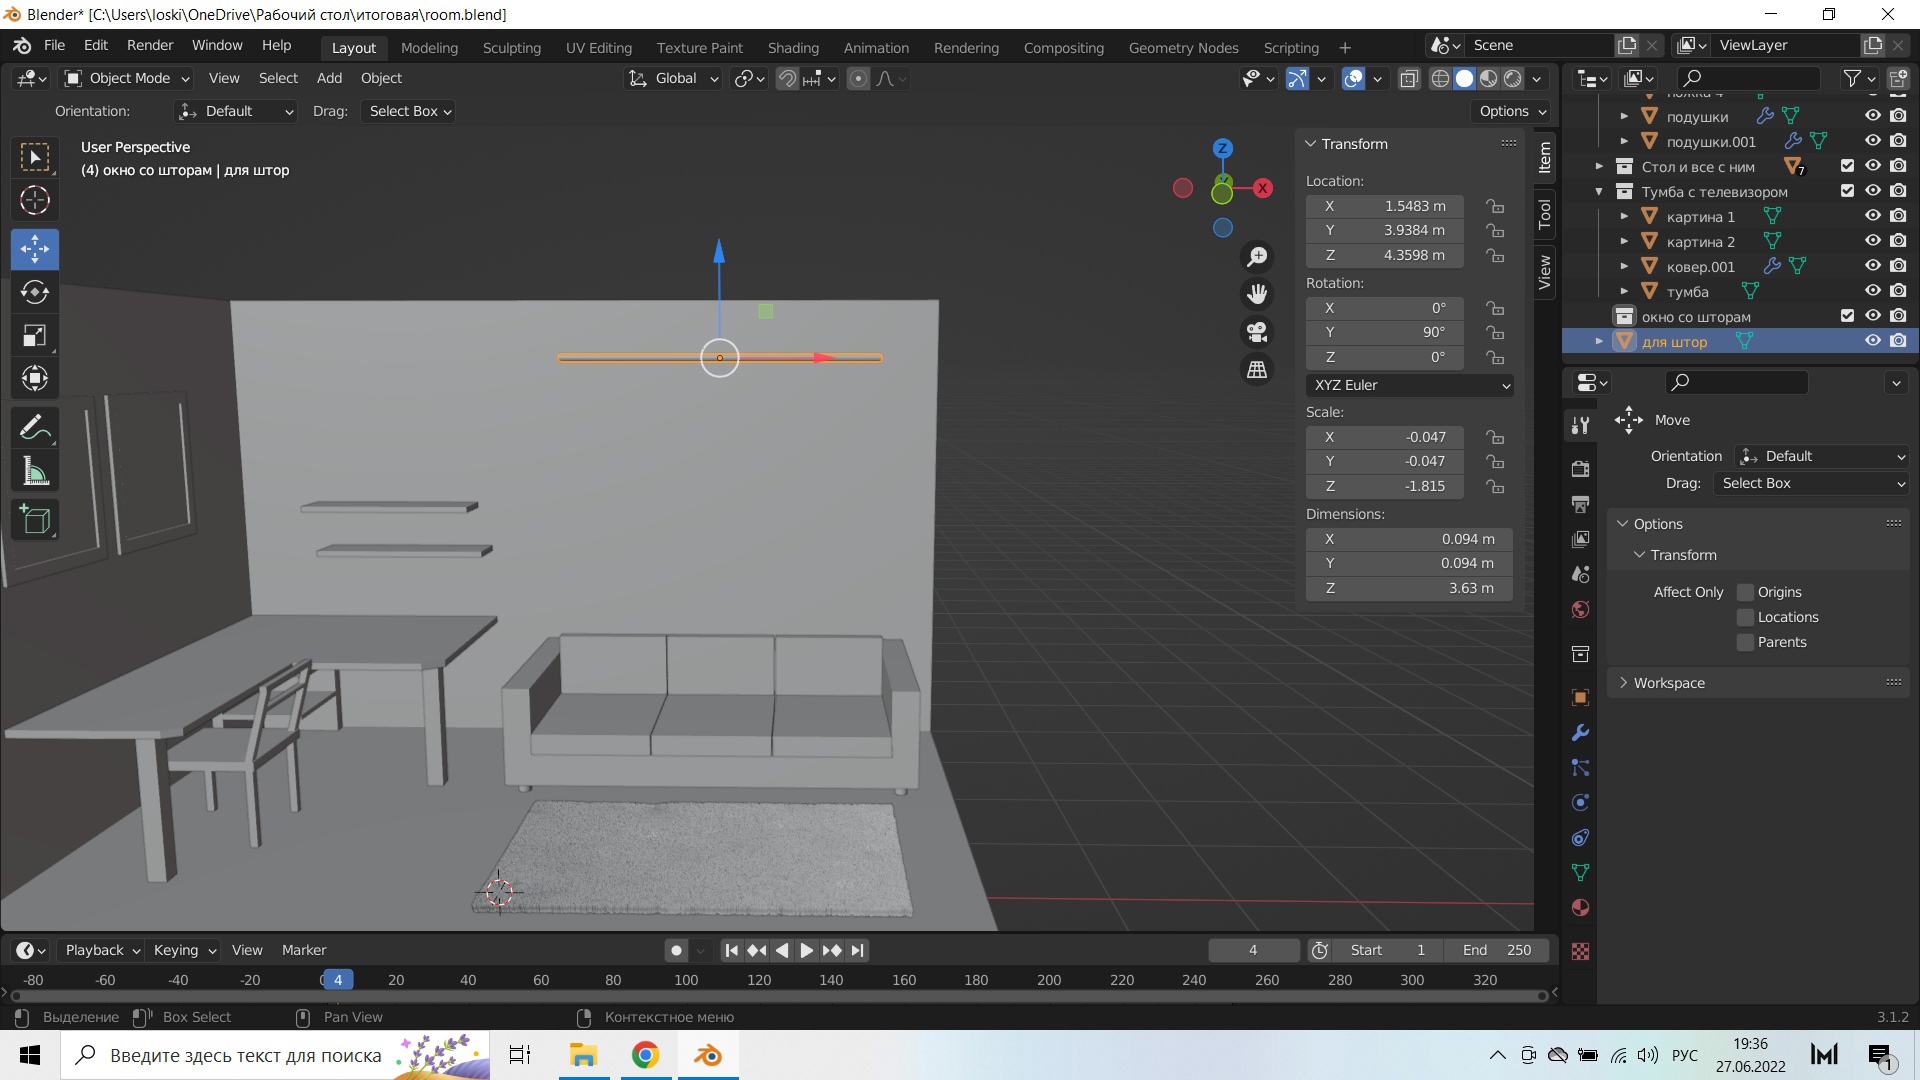 Blender* [C:\Users\loski\OneDrive\Рабочий стол\итоговая\room.blend]
File Edit Render Window Help Layout Modeling Sculpting UV Editing Texture Paint Shading Animation Rendering Compositing Geometry Nodes Scripting + Scene ViewLayer
Object Mode View Select Add Object Global
Orientation: Default Drag: Select Box Options
User Perspective
(4) окно со шторам | для штор
Z
X
Transform
Location:
X 1.5483 m
Y 3.9384 m
Z 4.3598 m
Rotation:
X 0°
Y 90°
Z 0°
XYZ Euler
Scale:
X -0.047
Y -0.047
Z -1.815
Dimensions:
X 0.094 m
Y 0.094 m
Z 3.63 m
Item
Tool
View
ножка 4
подушки
подушки.001
Стол и все с ним 7
Тумба с телевизором
картина 1
картина 2
ковер.001
тумба
окно со шторам
для штор
Move
Orientation Default
Drag: Select Box
Options
Transform
Affect Only Origins
Locations
Parents
Workspace
Playback Keying View Marker 4 Start 1 End 250
-80 -60 -40 -20 0 4 20 40 60 80 100 120 140 160 180 200 220 240 260 280 300 320
Выделение Box Select Pan View Контекстное меню 3.1.2
Введите здесь текст для поиска
РУС
19:36
27.06.2022
1